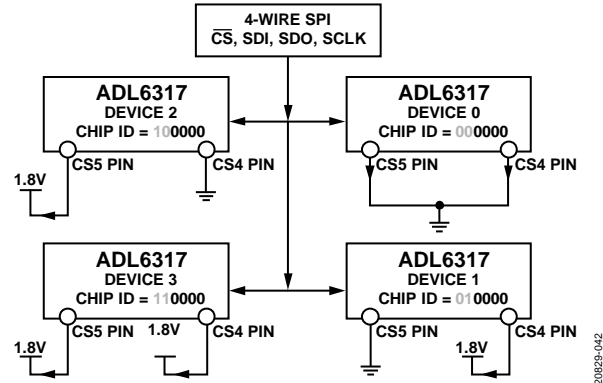 4-WIRE SPI
CS, SDI, SDO, SCLK
ADL6317
DEVICE 2
CHIP ID = 100000
CS5 PIN
CS4 PIN
1.8V
ADL6317
DEVICE 0
CHIP ID = 000000
CS5 PIN
CS4 PIN
ADL6317
DEVICE 3
CHIP ID = 110000
CS5 PIN
CS4 PIN
1.8V
1.8V
ADL6317
DEVICE 1
CHIP ID = 010000
CS5 PIN
CS4 PIN
1.8V
20829-042